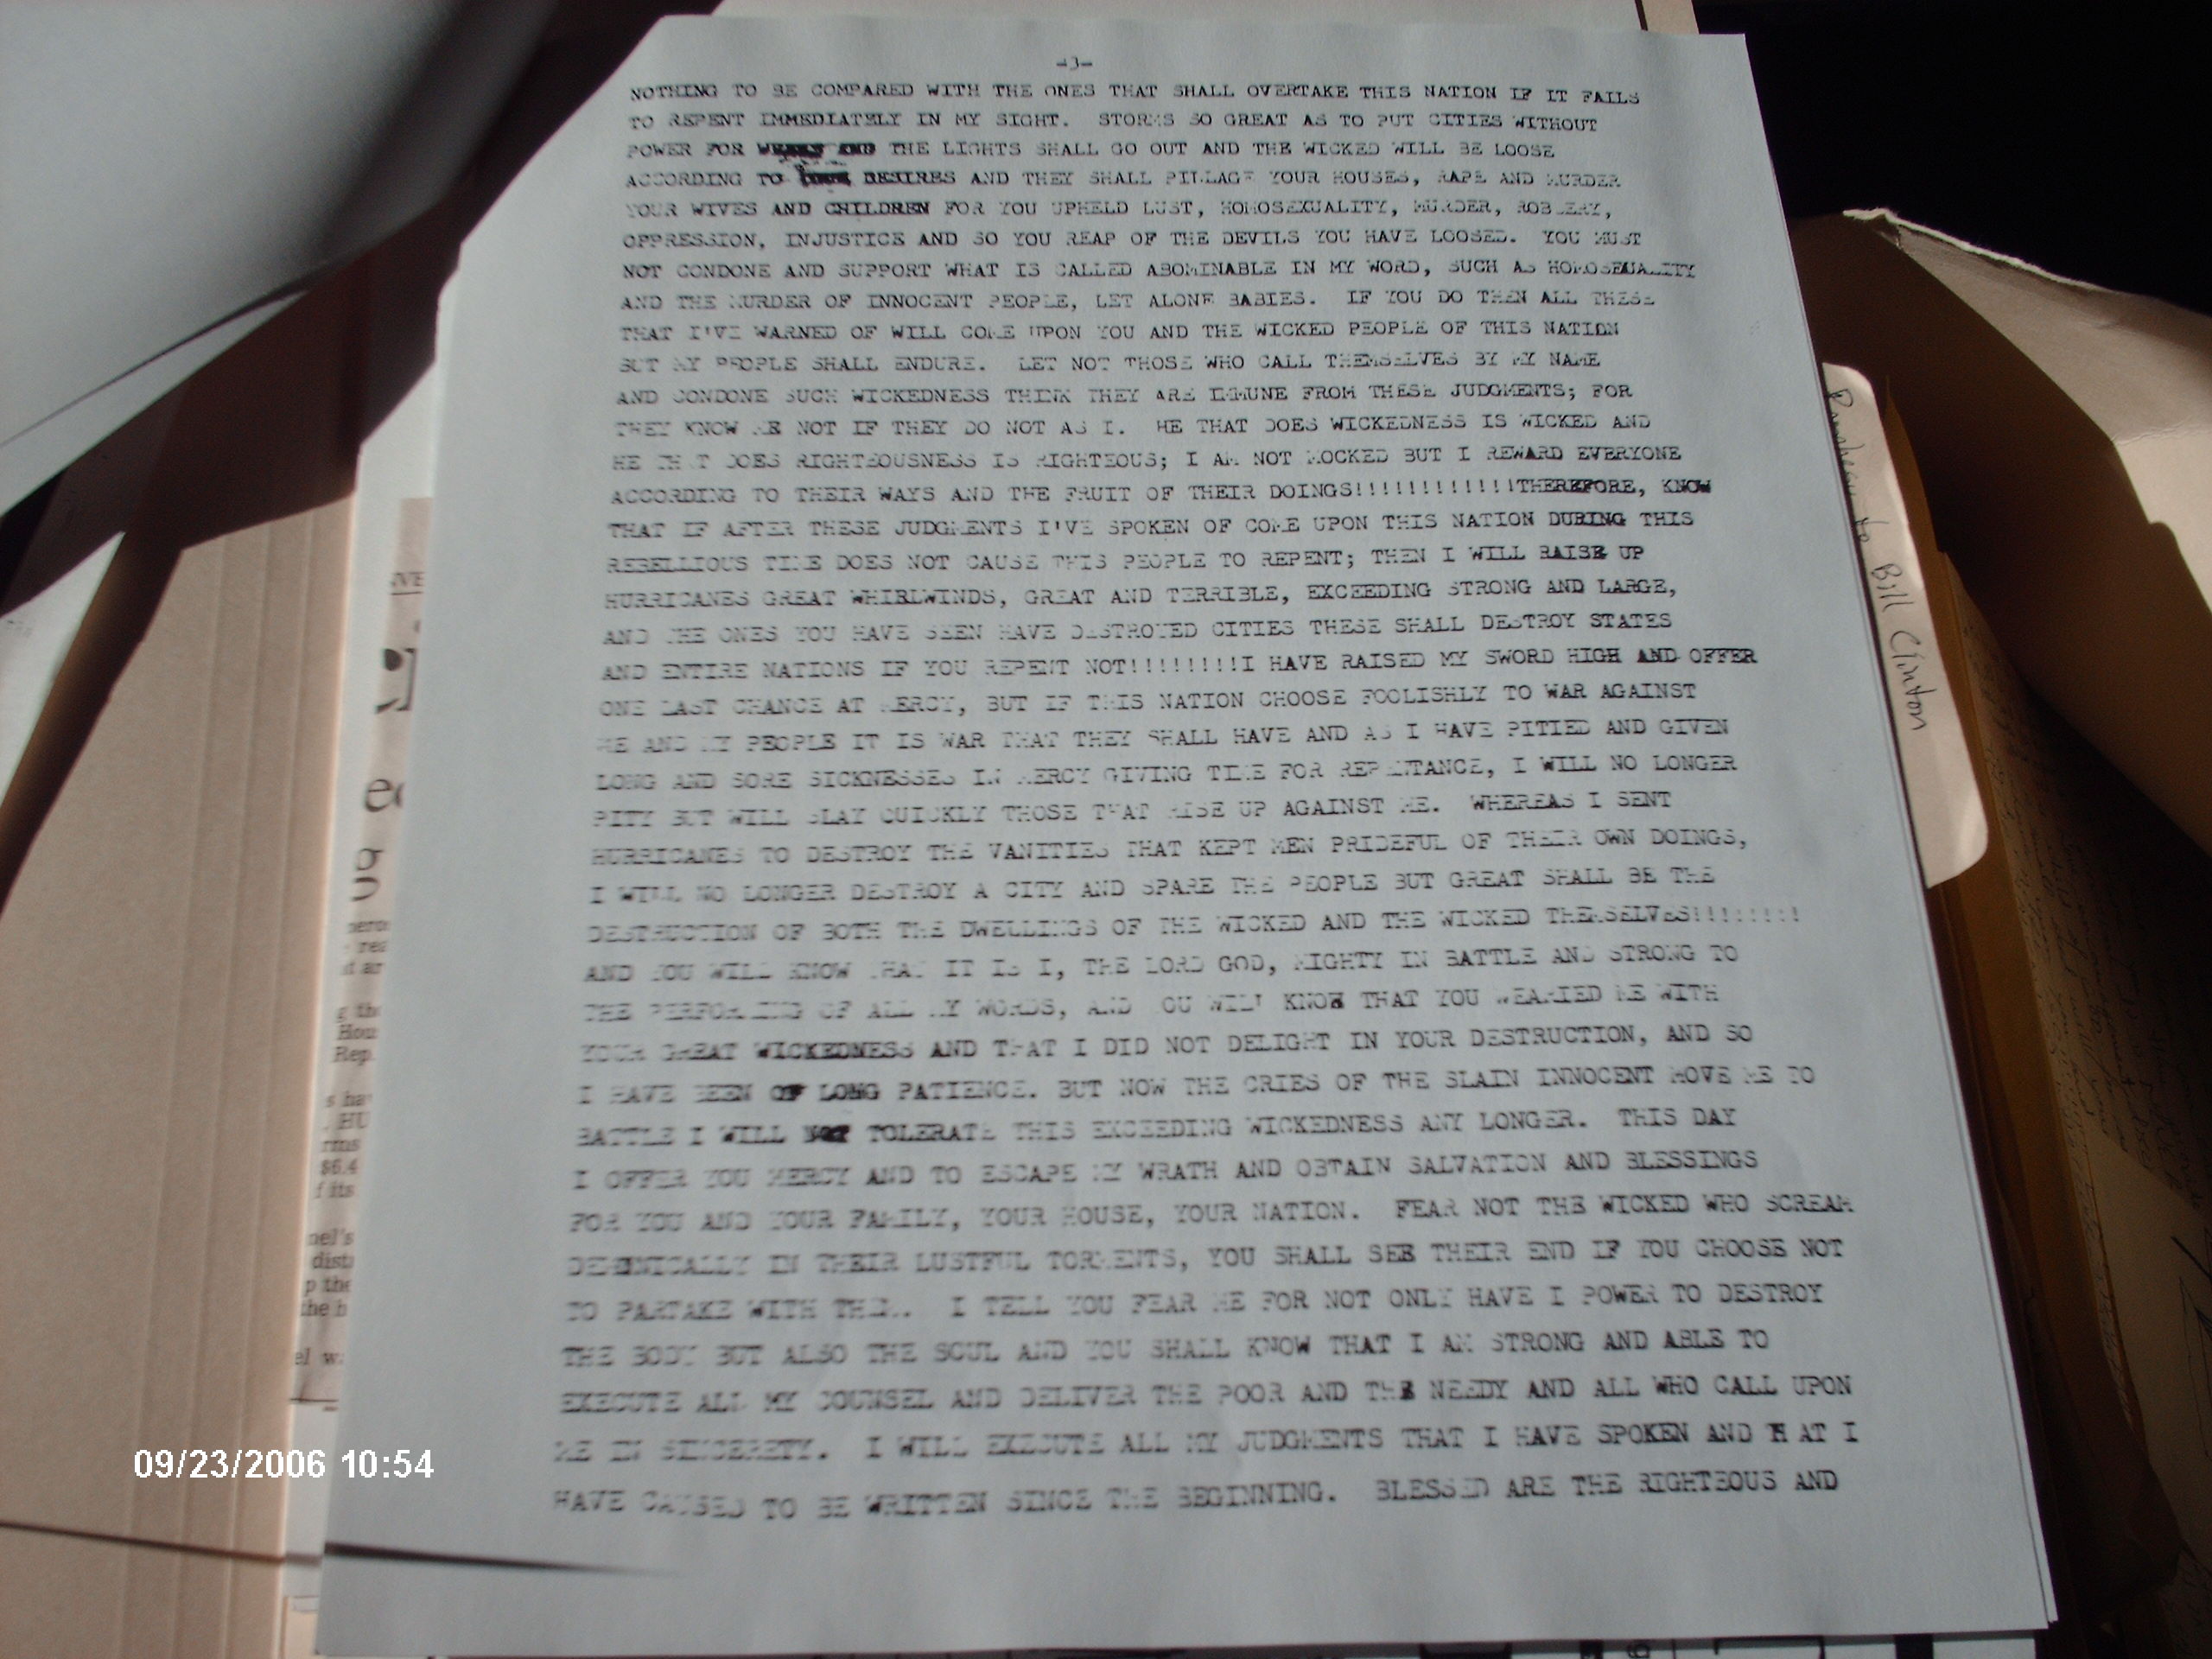 -3-
NOTHING TO BE COMPARED WITH THE ONES THAT SHALL OVERTAKE THIS NATION IF IT FAILS
TO REPENT IMMEDIATELY IN MY SIGHT. STORMS SO GREAT AS TO PUT CITIES WITHOUT
POWER FOR THE LIGHTS SHALL GO OUT AND THE WICKED WILL BE LOOSE
ACCORDING TO DESIRES AND THEY SHALL PILLAGE YOUR HOUSES, RAPE AND MURDER
YOUR WIVES AND CHILDREN FOR YOU UPHELD LUST, HOMOSEXUALITY, MURDER, ROBBERY,
OPPRESSION, INJUSTICE AND SO YOU REAP OF THE DEVILS YOU HAVE LOOSED. YOU MUST
NOT CONDONE AND SUPPORT WHAT IS CALLED ABOMINABLE IN MY WORD, SUCH AS HOMOSEUALITY
AND THE MURDER OF INNOCENT PEOPLE, LET ALONE BABIES. IF YOU DO THEN ALL THESE
THAT I'VE WARNED OF WILL COME UPON YOU AND THE WICKED PEOPLE OF THIS NATION
BUT MY PEOPLE SHALL ENDURE. LET NOT THOSE WHO CALL THEMSELVES BY MY NAME
AND CONDONE SUCH WICKEDNESS THINK THEY ARE IMMUNE FROM THESE JUDGMENTS; FOR
THEY KNOW ME NOT IF THEY DO NOT AS I. HE THAT DOES WICKEDNESS IS WICKED AND
HE THAT DOES RIGHTEOUSNESS IS RIGHTEOUS; I AM NOT MOCKED BUT I REWARD EVERYONE
ACCORDING TO THEIR WAYS AND THE FRUIT OF THEIR DOINGS!!!!!!!!!!!!!THEREFORE, KNOW
THAT IF AFTER THESE JUDGMENTS I'VE SPOKEN OF COME UPON THIS NATION DURING THIS
REBELLIOUS TIME DOES NOT CAUSE THIS PEOPLE TO REPENT; THEN I WILL RAISE UP
HURRICANES GREAT WHIRLWINDS, GREAT AND TERRIBLE, EXCEEDING STRONG AND LARGE,
AND THE ONES YOU HAVE SEEN HAVE DESTROYED CITIES THESE SHALL DESTROY STATES
AND ENTIRE NATIONS IF YOU REPENT NOT!!!!!!!!!I HAVE RAISED MY SWORD HIGH AND OFFER
ONE LAST CHANCE AT MERCY, BUT IF THIS NATION CHOOSE FOOLISHLY TO WAR AGAINST
ME AND MY PEOPLE IT IS WAR THAT THEY SHALL HAVE AND AS I HAVE PITIED AND GIVEN
LONG AND SORE SICKNESSES IN MERCY GIVING TIME FOR REPENTANCE, I WILL NO LONGER
PITY BUT WILL SLAY QUICKLY THOSE THAT RISE UP AGAINST ME. WHEREAS I SENT
HURRICANES TO DESTROY THE VANITIES THAT KEPT MEN PRIDEFUL OF THEIR OWN DOINGS,
I WILL NO LONGER DESTROY A CITY AND SPARE THE PEOPLE BUT GREAT SHALL BE THE
DESTRUCTION OF BOTH THE DWELLINGS OF THE WICKED AND THE WICKED THEMSELVES!!!!!!!!
AND YOU WILL KNOW THAT IT IS I, THE LORD GOD, MIGHTY IN BATTLE AND STRONG TO
THE PERFORMING OF ALL MY WORDS, AND YOU WILL KNOW THAT YOU WEARIED ME WITH
YOUR GREAT WICKEDNESS AND THAT I DID NOT DELIGHT IN YOUR DESTRUCTION, AND SO
I HAVE BEEN OF LONG PATIENCE. BUT NOW THE CRIES OF THE SLAIN INNOCENT MOVE ME TO
BATTLE I WILL NOT TOLERATE THIS EXCEEDING WICKEDNESS ANY LONGER. THIS DAY
I OFFER YOU MERCY AND TO ESCAPE MY WRATH AND OBTAIN SALVATION AND BLESSINGS
FOR YOU AND YOUR FAMILY, YOUR HOUSE, YOUR NATION. FEAR NOT THE WICKED WHO SCREAM
DEMONICALLY IN THEIR LUSTFUL TORMENTS, YOU SHALL SEE THEIR END IF YOU CHOOSE NOT
TO PARTAKE WITH THEM. I TELL YOU FEAR ME FOR NOT ONLY HAVE I POWER TO DESTROY
THE BODY BUT ALSO THE SOUL AND YOU SHALL KNOW THAT I AM STRONG AND ABLE TO
EXECUTE ALL MY COUNSEL AND DELIVER THE POOR AND THE NEEDY AND ALL WHO CALL UPON
ME IN SINCERETY. I WILL EXECUTE ALL MY JUDGMENTS THAT I HAVE SPOKEN AND THAT I
HAVE CAUSED TO BE WRITTEN SINCE THE BEGINNING. BLESSED ARE THE RIGHTEOUS AND
Prophecy to Bill Clinton
09/23/2006 10:54